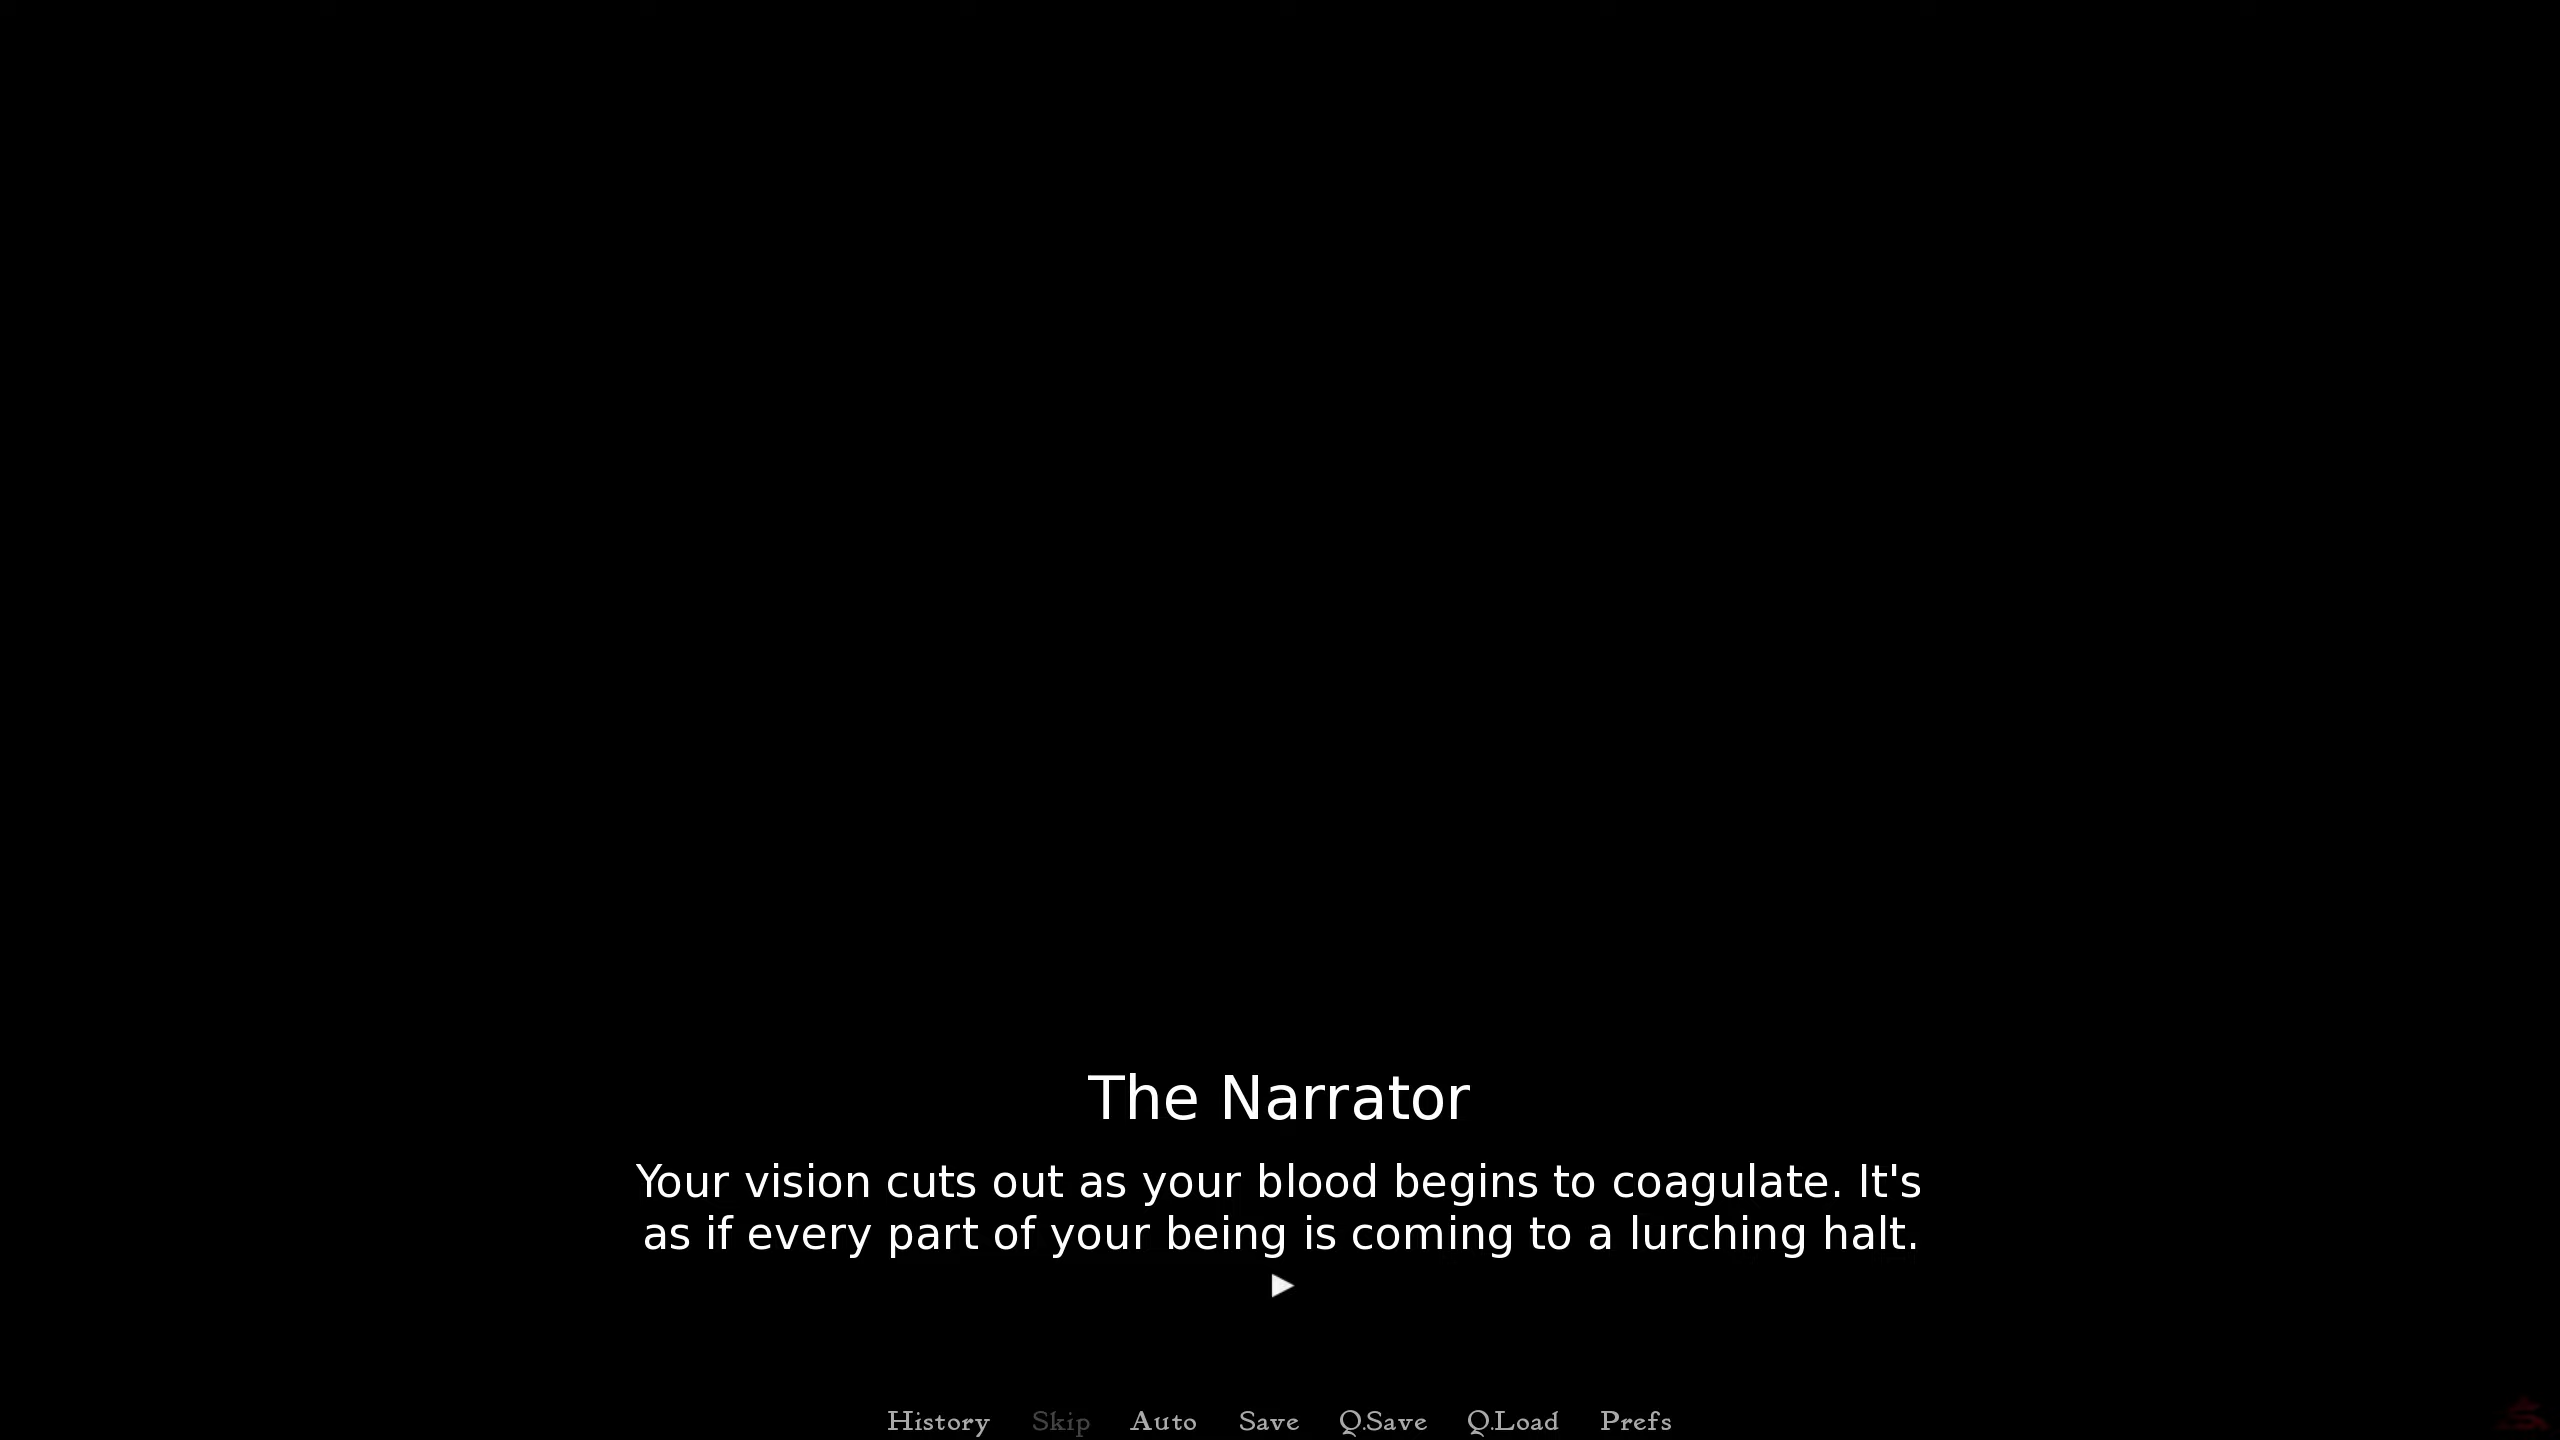 The Narrator
Your vision cuts out as your blood begins to coagulate. It's
as if every part of your being is coming to a lurching halt.
History Skip Auto Save Q.Save Q.Load Prefs